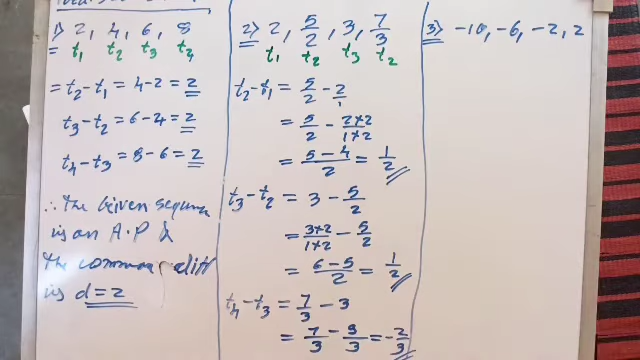 1) 2, 4, 6, 8
t₁ t₂ t₃ t₄
= t₂ - t₁ = 4 - 2 = 2
t₃ - t₂ = 6 - 4 = 2
t₄ - t₃ = 8 - 6 = 2
∴ The Given sequence
is an A.P &
The common diff
is d = 2
2) 2, 5/2, 3, 7/3
t₁ t₂ t₃ t₂
t₂ - t₁ = 5/2 - 2/1
= 5/2 - 2×2/1×2
= 5-4/2 = 1/2
t₃ - t₂ = 3 - 5/2
= 3×2/1×2 - 5/2
= 6-5/2 = 1/2
t₄ - t₃ = 7/3 - 3
= 7/3 - 9/3 = -2/3
3) -10, -6, -2, 2